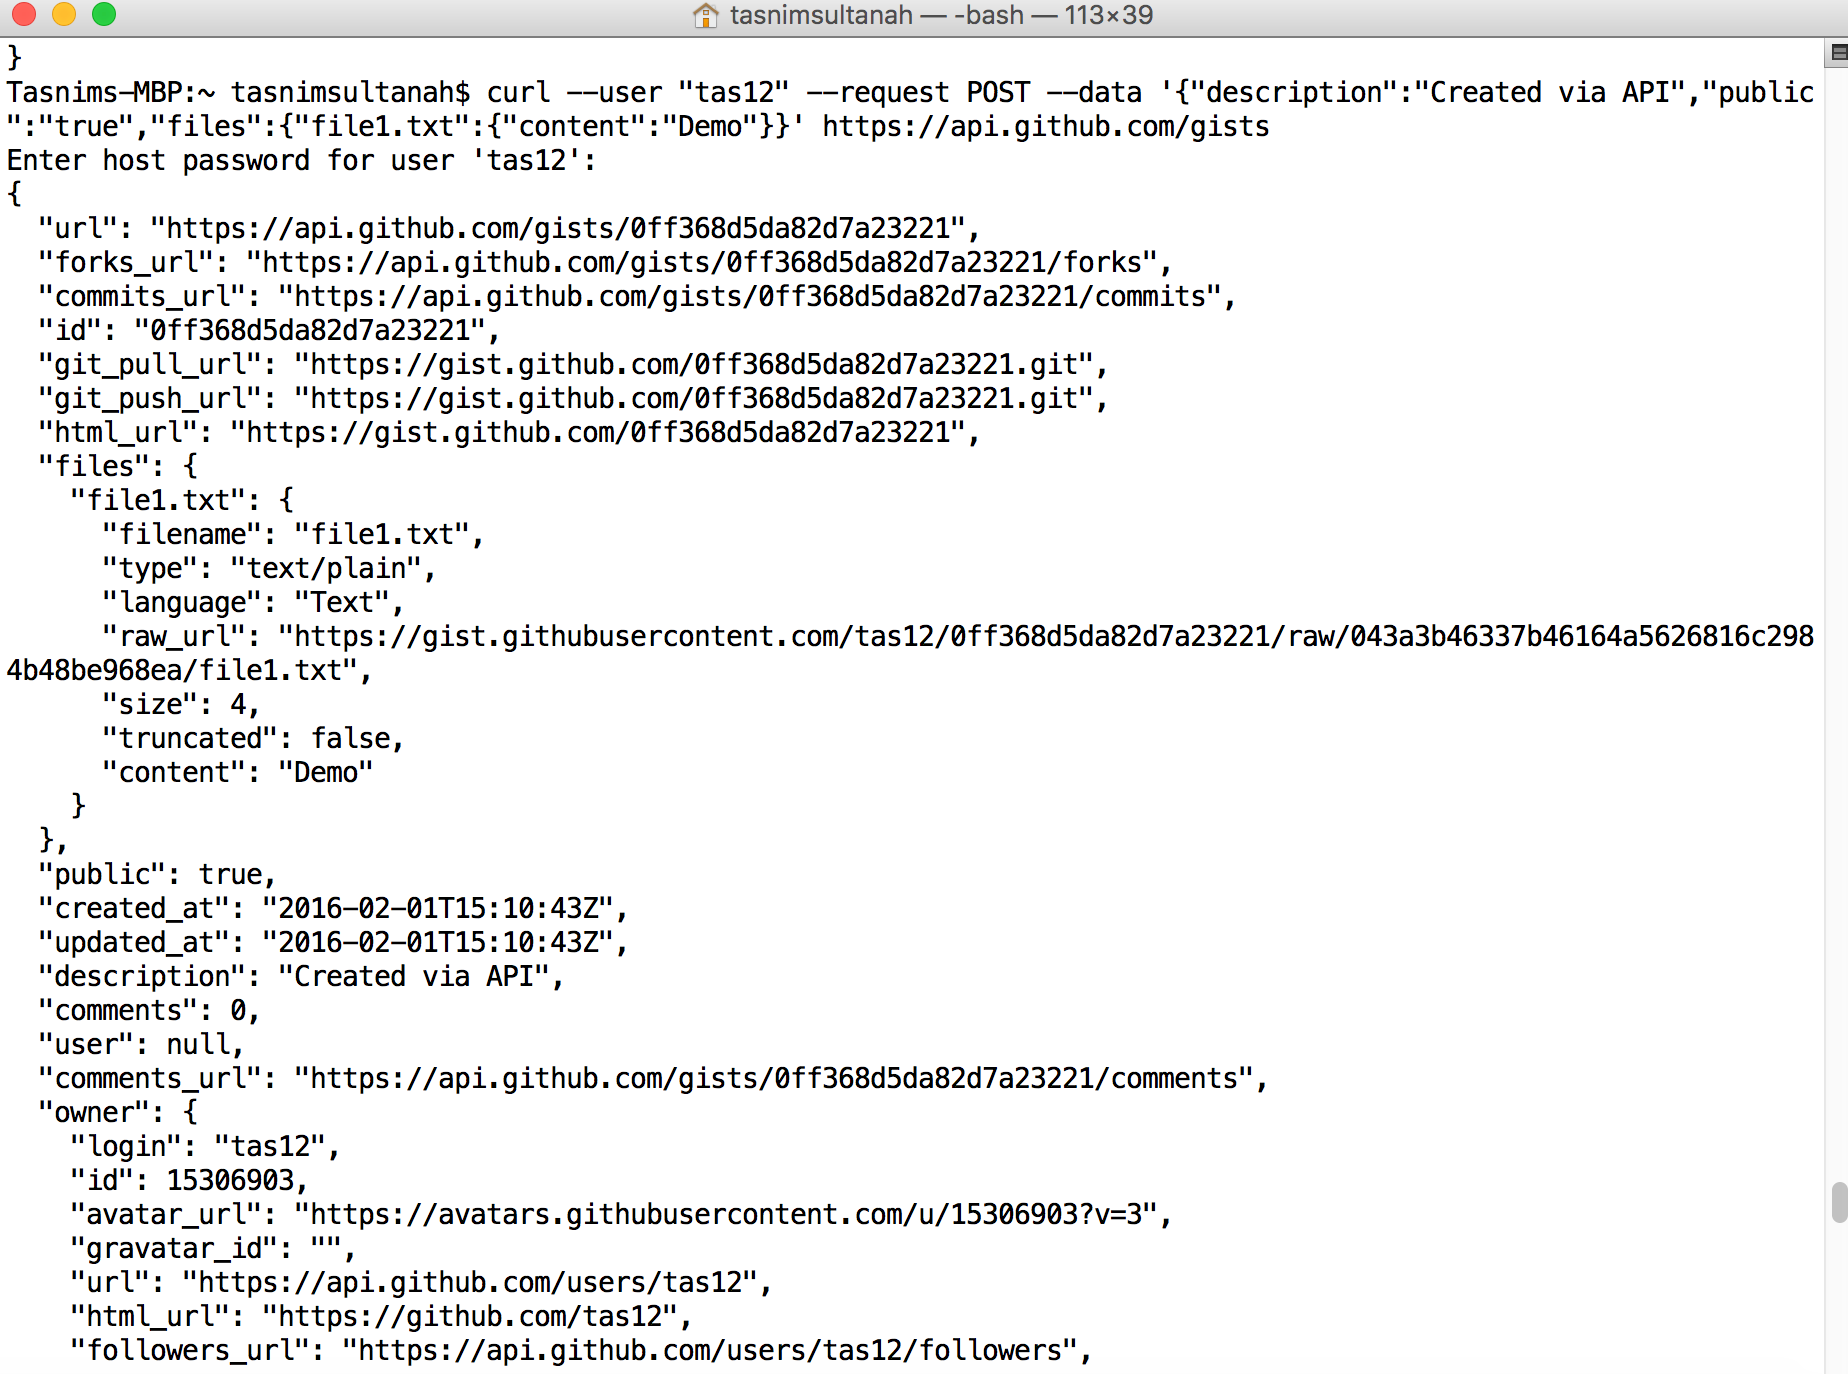 tasnimsultanah — -bash — 113×39
}
Tasnims-MBP:~ tasnimsultanah$ curl --user "tas12" --request POST --data '{"description":"Created via API","public
":"true","files":{"file1.txt":{"content":"Demo"}}' https://api.github.com/gists
Enter host password for user 'tas12':
{
  "url": "https://api.github.com/gists/0ff368d5da82d7a23221",
  "forks_url": "https://api.github.com/gists/0ff368d5da82d7a23221/forks",
  "commits_url": "https://api.github.com/gists/0ff368d5da82d7a23221/commits",
  "id": "0ff368d5da82d7a23221",
  "git_pull_url": "https://gist.github.com/0ff368d5da82d7a23221.git",
  "git_push_url": "https://gist.github.com/0ff368d5da82d7a23221.git",
  "html_url": "https://gist.github.com/0ff368d5da82d7a23221",
  "files": {
    "file1.txt": {
      "filename": "file1.txt",
      "type": "text/plain",
      "language": "Text",
      "raw_url": "https://gist.githubusercontent.com/tas12/0ff368d5da82d7a23221/raw/043a3b46337b46164a5626816c298
4b48be968ea/file1.txt",
      "size": 4,
      "truncated": false,
      "content": "Demo"
    }
  },
  "public": true,
  "created_at": "2016-02-01T15:10:43Z",
  "updated_at": "2016-02-01T15:10:43Z",
  "description": "Created via API",
  "comments": 0,
  "user": null,
  "comments_url": "https://api.github.com/gists/0ff368d5da82d7a23221/comments",
  "owner": {
    "login": "tas12",
    "id": 15306903,
    "avatar_url": "https://avatars.githubusercontent.com/u/15306903?v=3",
    "gravatar_id": "",
    "url": "https://api.github.com/users/tas12",
    "html_url": "https://github.com/tas12",
    "followers_url": "https://api.github.com/users/tas12/followers",